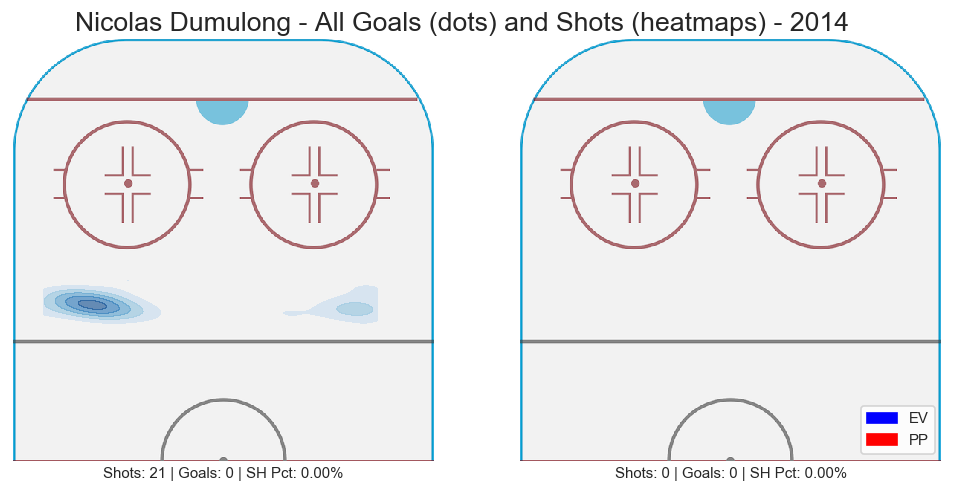 Nicolas Dumulong - All Goals (dots) and Shots (heatmaps) - 2014
EV
PP
Shots: 21 | Goals: 0 | SH Pct: 0.00%
Shots: 0 | Goals: 0 | SH Pct: 0.00%